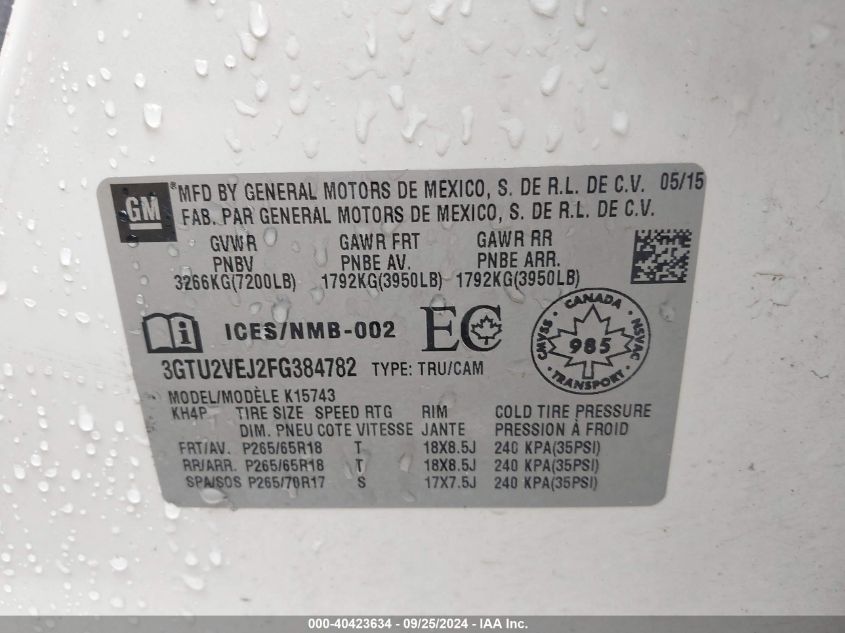 GM
*MFD BY GENERAL MOTORS DE MEXICO, S. DE R.L. DE C.V. 05/15
FAB. PAR GENERAL MOTORS DE MEXICO, S. DE R.L. DE C.V.
GVWR GAWR FRT GAWR RR
PNBV PNBE AV. PNBE ARR.
3266KG(7200LB) 1792KG(3950LB) 1792KG(3950LB)
i ICES/NMB-002 EC
CANADA
CMVSS 985 NSVAC
TRANSPORT
3GTU2VEJ2FG384782 TYPE: TRU/CAM
MODEL/MODÈLE K15743
KH4P TIRE SIZE SPEED RTG RIM COLD TIRE PRESSURE
DIM. PNEU COTE VITESSE JANTE PRESSION À FROID
FRT/AV. P265/65R18 T 18X8.5J 240 KPA(35PSI)
RR/ARR. P265/65R18 T 18X8.5J 240 KPA(35PSI)
SPA/SOS P265/70R17 S 17X7.5J 240 KPA(35PSI)
000-40423634 - 09/25/2024 - IAA Inc.